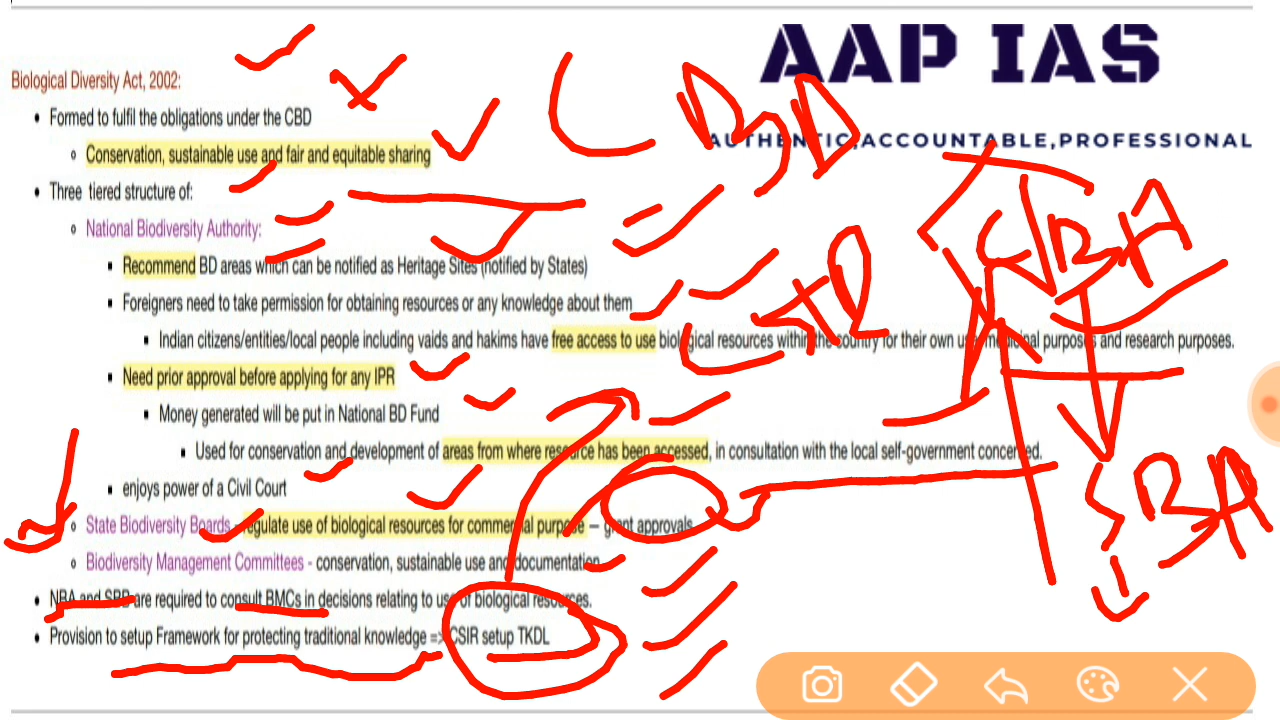 AAP IAS
AUTHENTIC,ACCOUNTABLE,PROFESSIONAL
CBD
Biological Diversity Act, 2002:
Formed to fulfil the obligations under the CBD
Conservation, sustainable use and fair and equitable sharing
Three tiered structure of:
National Biodiversity Authority:
Recommend BD areas which can be notified as Heritage Sites (notified by States)
Foreigners need to take permission for obtaining resources or any knowledge about them
Indian citizens/entities/local people including vaids and hakims have free access to use biological resources within the country for their own use, medicinal purposes and research purposes.
Need prior approval before applying for any IPR
Money generated will be put in National BD Fund
Used for conservation and development of areas from where resource has been accessed, in consultation with the local self-government concerned.
enjoys power of a Civil Court
State Biodiversity Boards - regulate use of biological resources for commercial purpose – grant approvals
Biodiversity Management Committees - conservation, sustainable use and documentation
NBA and SBB are required to consult BMCs in decisions relating to use of biological resources.
Provision to setup Framework for protecting traditional knowledge => CSIR setup TKDL